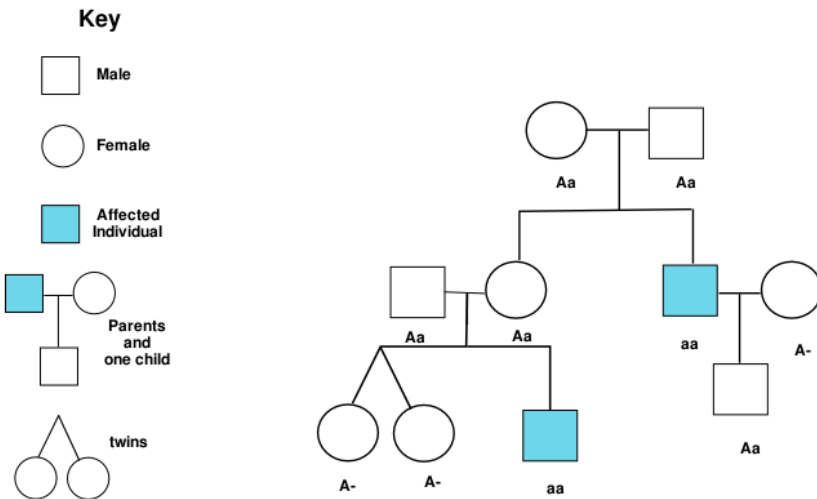 Key
Male
Female
Affected
Individual
Parents
and
one child
twins
Aa
Aa
Aa
Aa
aa
A-
Aa
A-
A-
aa